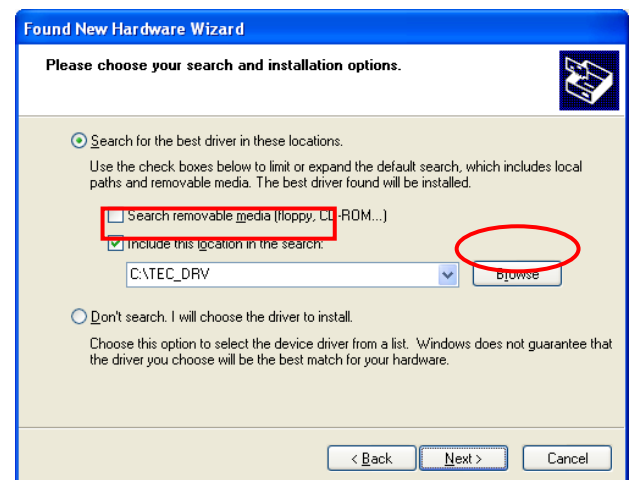 Found New Hardware Wizard
Please choose your search and installation options.
Search for the best driver in these locations.
Use the check boxes below to limit or expand the default search, which includes local
paths and removable media. The best driver found will be installed.
Search removable media (floppy, CD-ROM...)
Include this location in the search:
C:\TEC_DRV
Browse
Don't search. I will choose the driver to install.
Choose this option to select the device driver from a list. Windows does not guarantee that
the driver you choose will be the best match for your hardware.
< Back Next > Cancel